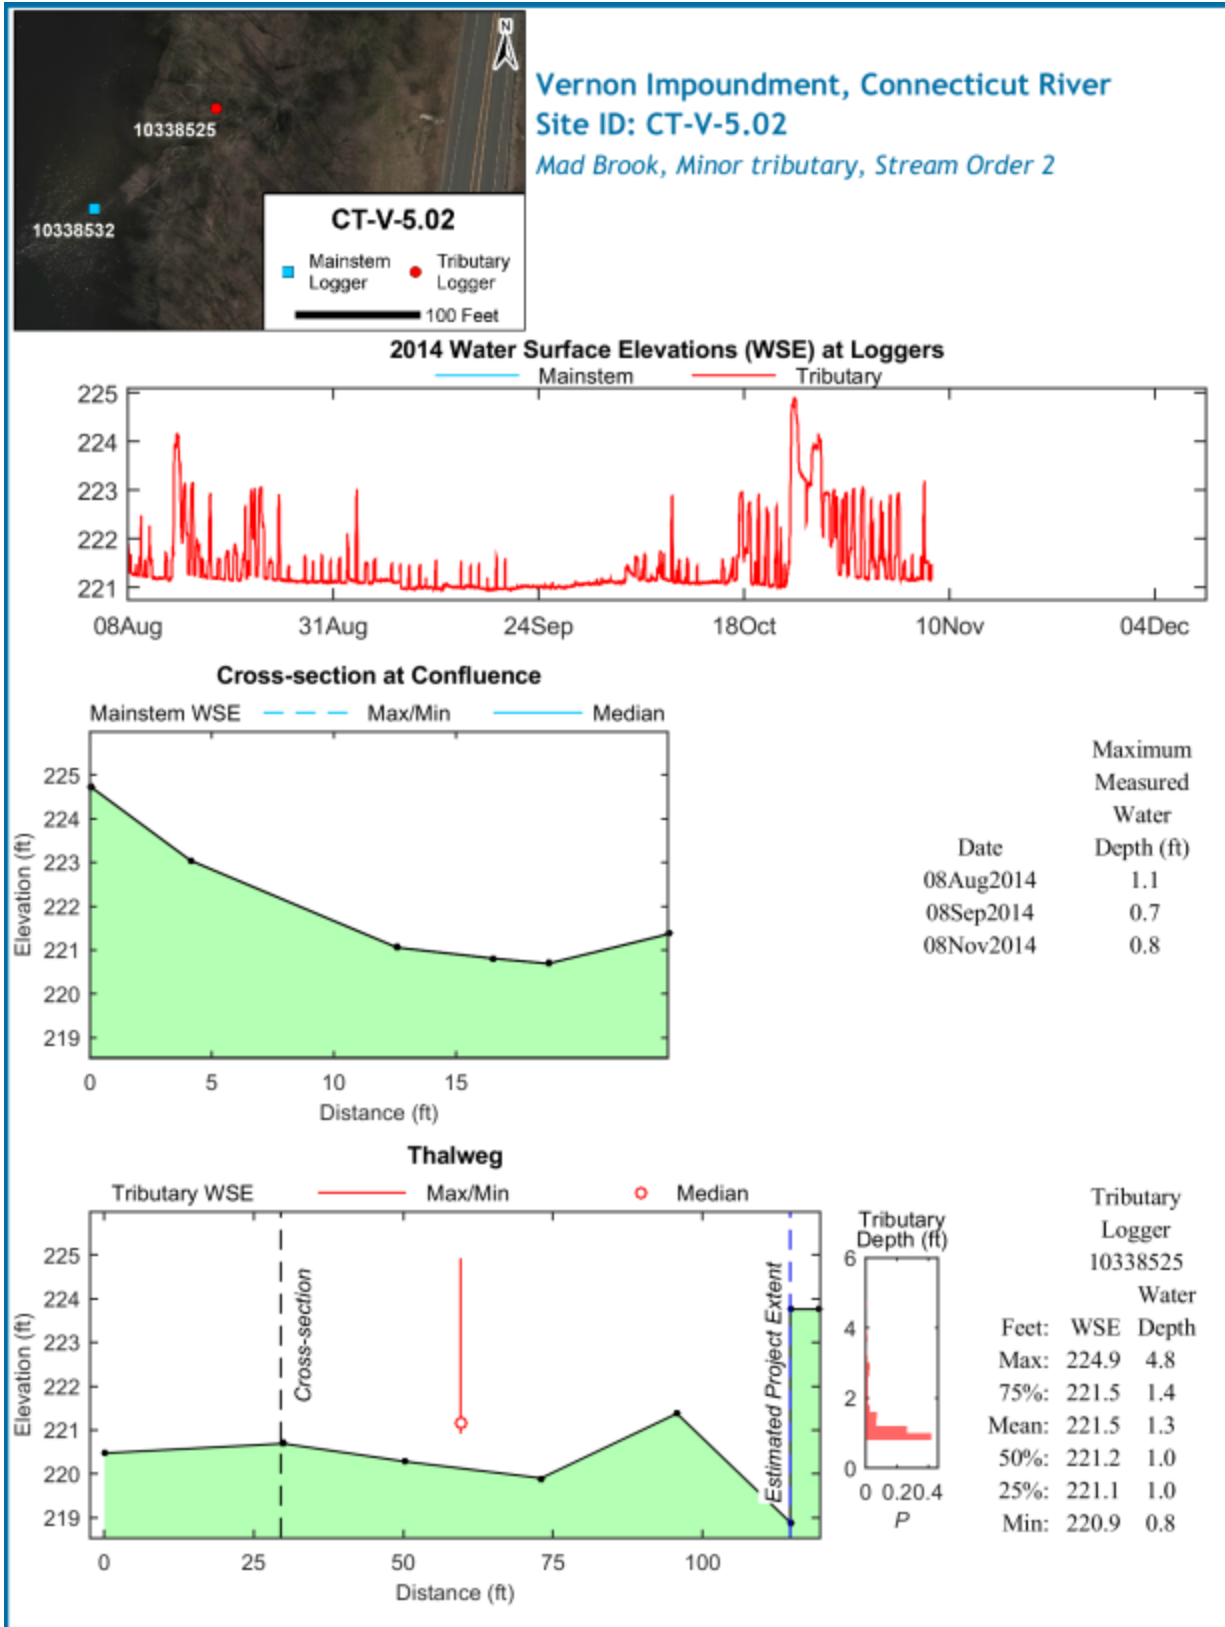 N
10338525
10338532
CT-V-5.02
Mainstem Logger
Tributary Logger
100 Feet
Vernon Impoundment, Connecticut River
Site ID: CT-V-5.02
Mad Brook, Minor tributary, Stream Order 2
2014 Water Surface Elevations (WSE) at Loggers
Mainstem Tributary
225
224
223
222
221
08Aug 31Aug 24Sep 18Oct 10Nov 04Dec
Cross-section at Confluence
Mainstem WSE Max/Min Median
Elevation (ft)
225
224
223
222
221
220
219
0 5 10 15
Distance (ft)
Maximum
Measured
Water
Date Depth (ft)
08Aug2014 1.1
08Sep2014 0.7
08Nov2014 0.8
Thalweg
Tributary WSE Max/Min Median
Elevation (ft)
225
224
223
222
221
220
219
Cross-section
Estimated Project Extent
0 25 50 75 100
Distance (ft)
Tributary
Depth (ft)
6
4
2
0
0 0.20.4
P
Tributary
Logger
10338525
Water
Feet: WSE Depth
Max: 224.9 4.8
75%: 221.5 1.4
Mean: 221.5 1.3
50%: 221.2 1.0
25%: 221.1 1.0
Min: 220.9 0.8